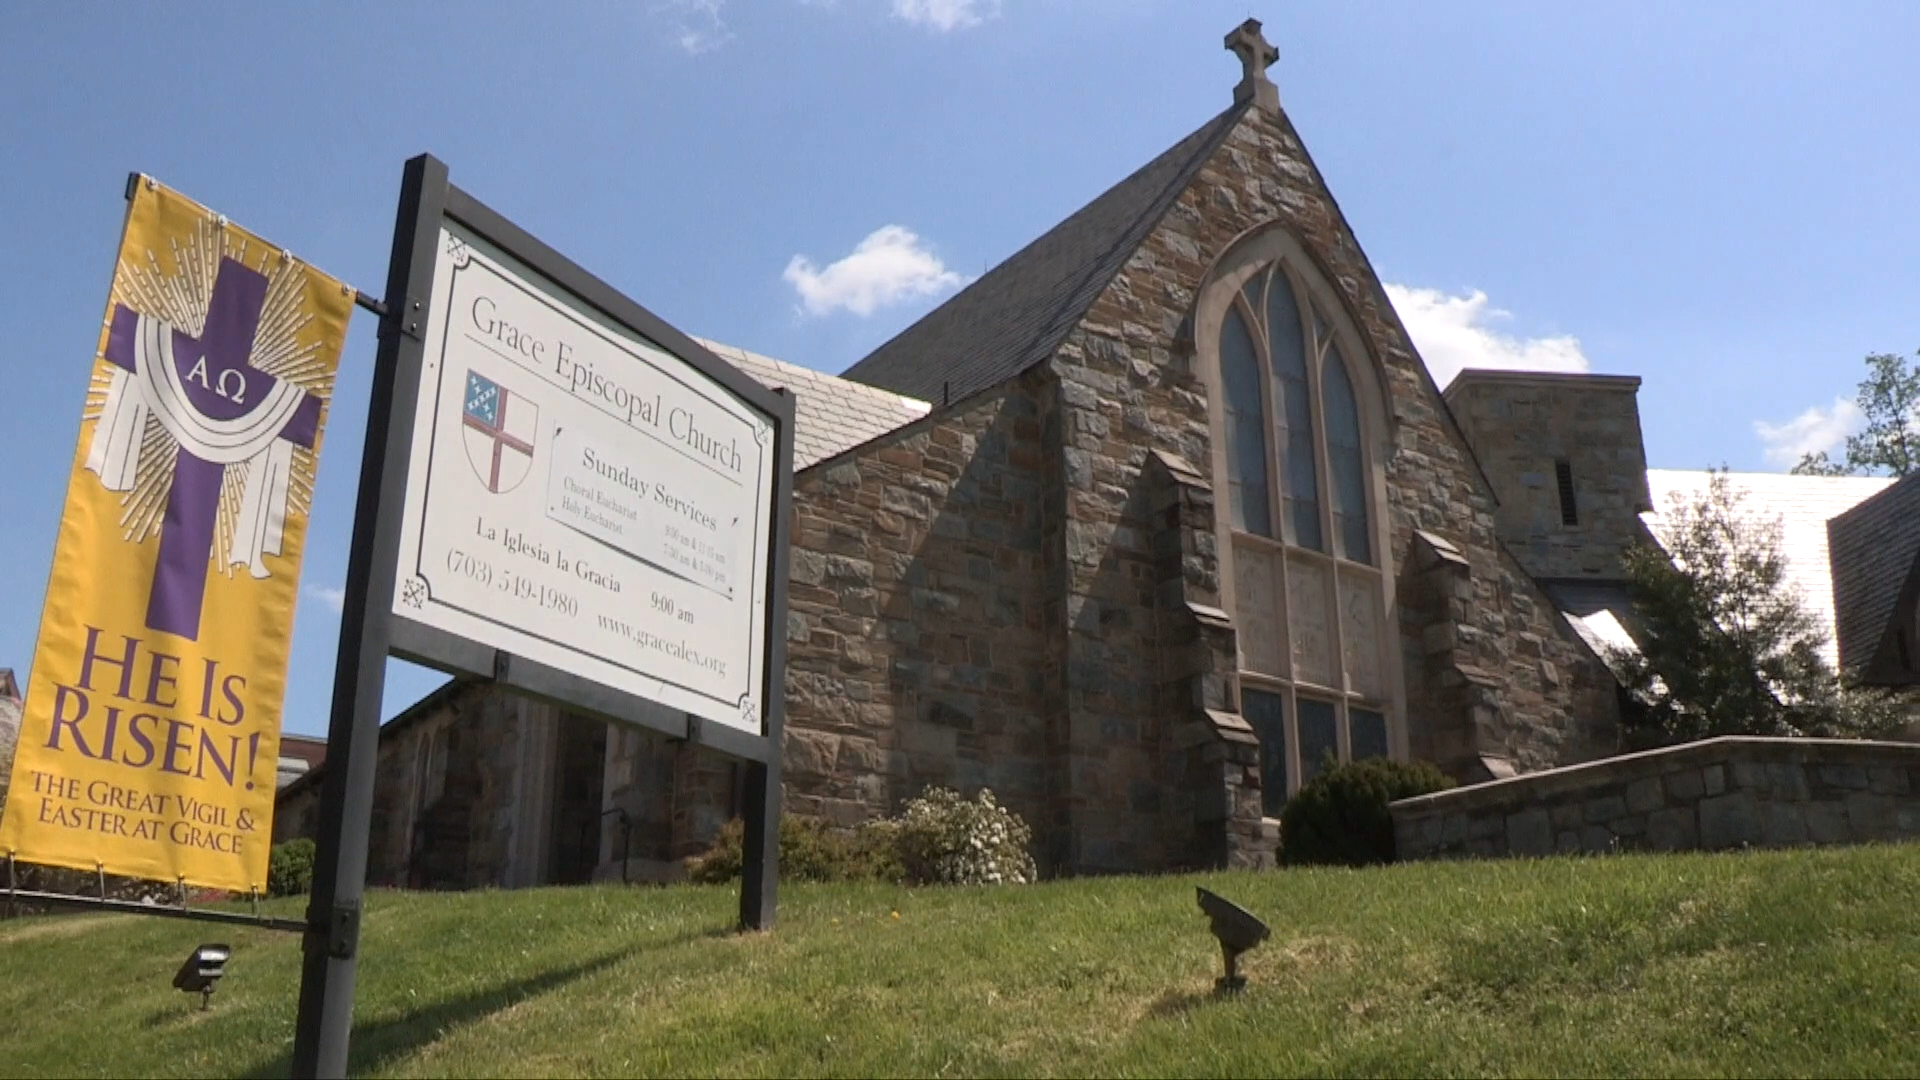 ΑΩ
HE IS
RISEN!
THE GREAT VIGIL &
EASTER AT GRACE
Grace Episcopal Church
Sunday Services
Choral Eucharist
Holy Eucharist
La Iglesia la Gracia 9:00 am
(703) 549-1980 www.gracealex.org